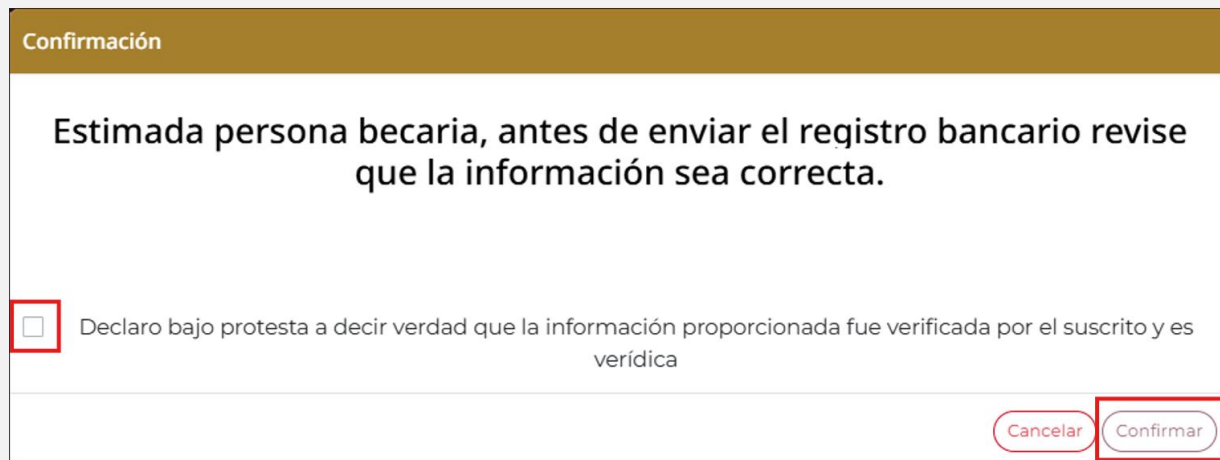 Confirmación
Estimada persona becaria, antes de enviar el registro bancario revise
que la información sea correcta.
Declaro bajo protesta a decir verdad que la información proporcionada fue verificada por el suscrito y es
verídica
Cancelar Confirmar